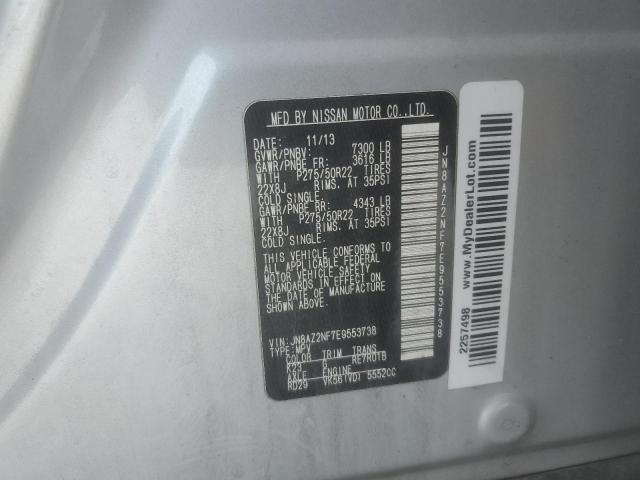 MFD BY NISSAN MOTOR CO.,LTD.
DATE: 11/13
GVWR/PNBV: 7300 LB
GAWR/PNBE FR: 3616 LB
WITH P275/50R22 TIRES
22X8J RIMS. AT 35PSI
COLD SINGLE.
GAWR/PNBE RR: 4343 LB
WITH P275/50R22 TIRES
22X8J RIMS. AT 35PSI
COLD SINGLE.
THIS VEHICLE CONFORMS TO
ALL APPLICABLE FEDERAL
MOTOR VEHICLE SAFETY
STANDARDS IN EFFECT ON
THE DATE OF MANUFACTURE
SHOWN ABOVE.
VIN: JN8AZ2NF7E9553738
TYPE: MPV
COLOR TRIM TRANS
K23 G RE7R01B
AXLE ENGINE
RD29 VK56(VD) 5552CC
JN8AZ2NF7E9553738
www.MyDealerLot.com
2257498